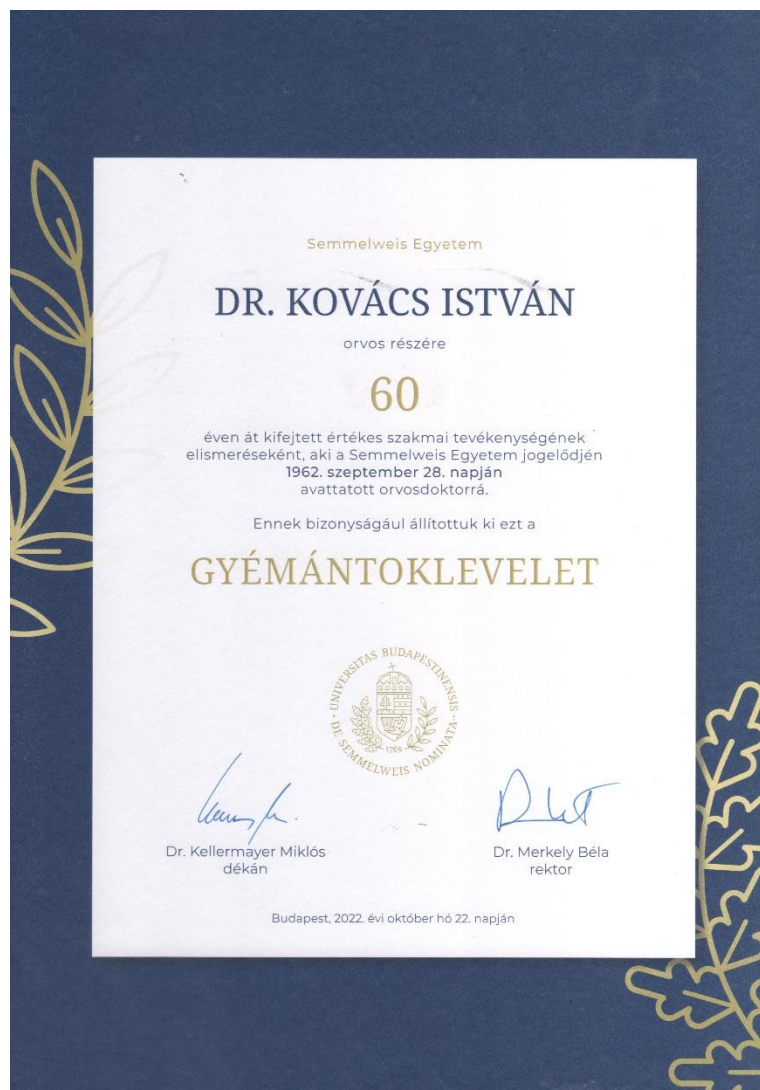 Semmelweis Egyetem
DR. KOVÁCS ISTVÁN
orvos részére
60
éven át kifejtett értékes szakmai tevékenységének
elismeréseként, aki a Semmelweis Egyetem jogelődjén
1962. szeptember 28. napján
avattatott orvosdoktorrá.
Ennek bizonyságául állítottuk ki ezt a
GYÉMÁNTOKLEVELET
UNIVERSITAS BUDAPESTINENSIS
DE SEMMELWEIS NOMINATA
1769
Dr. Kellermayer Miklós
dékán
Dr. Merkely Béla
rektor
Budapest, 2022. évi október hó 22. napján